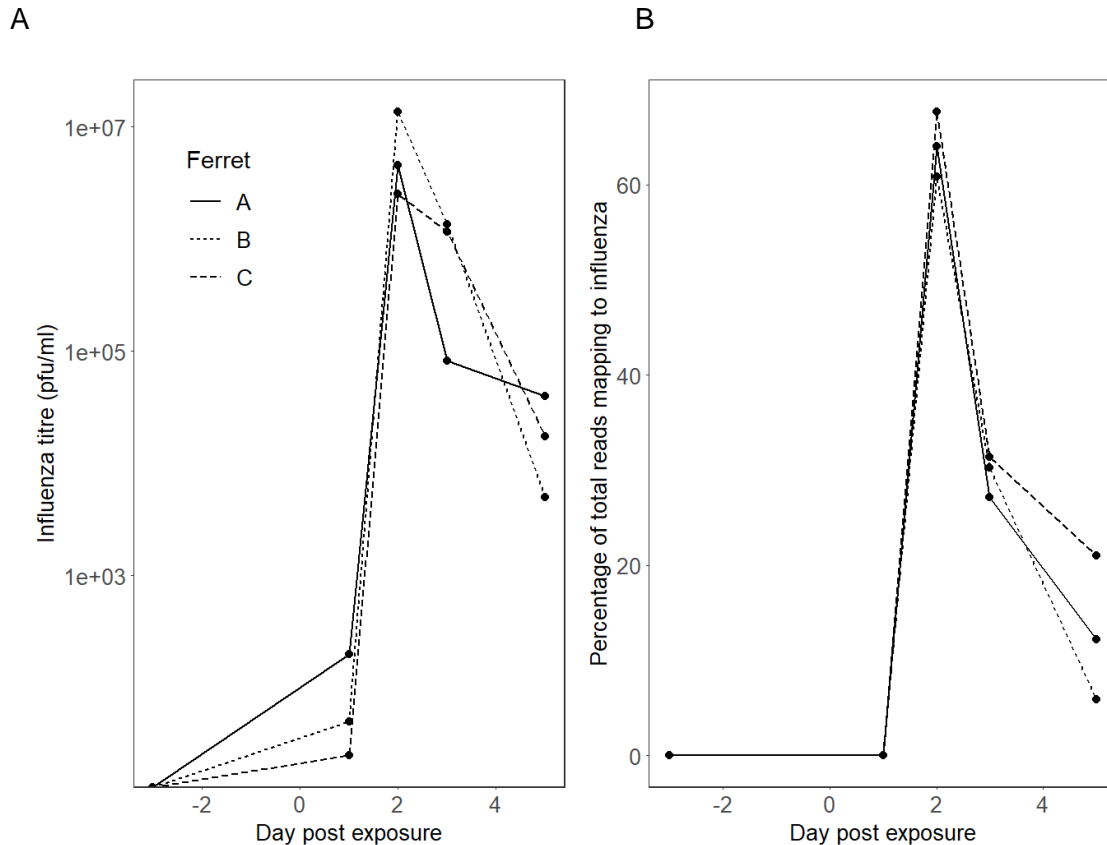 A
B
Influenza titre (pfu/ml)
1e+07
1e+05
1e+03
Ferret
A
B
C
-2 0 2 4
Day post exposure
Percentage of total reads mapping to influenza
60
40
20
0
-2 0 2 4
Day post exposure